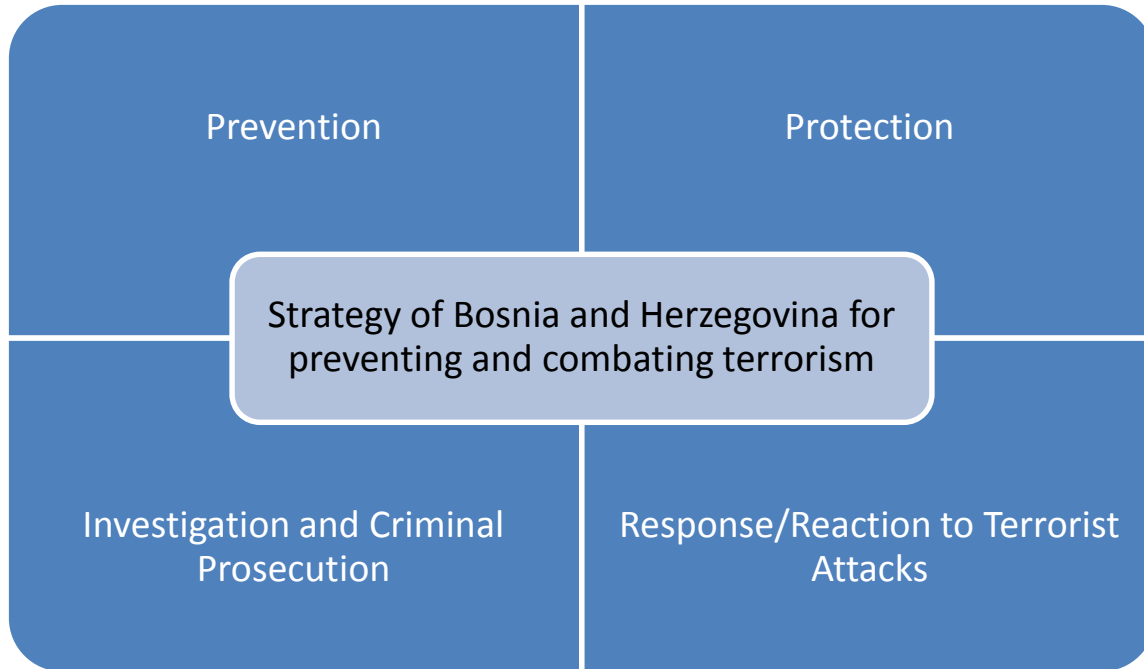 Prevention
Protection
Strategy of Bosnia and Herzegovina for
preventing and combating terrorism
Investigation and Criminal
Prosecution
Response/Reaction to Terrorist
Attacks